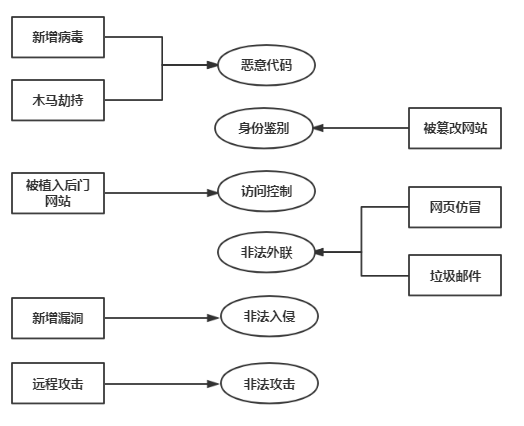 新增病毒
恶意代码
木马劫持
身份鉴别
被篡改网站
被植入后门
网站
访问控制
网页仿冒
非法外联
垃圾邮件
新增漏洞
非法入侵
远程攻击
非法攻击